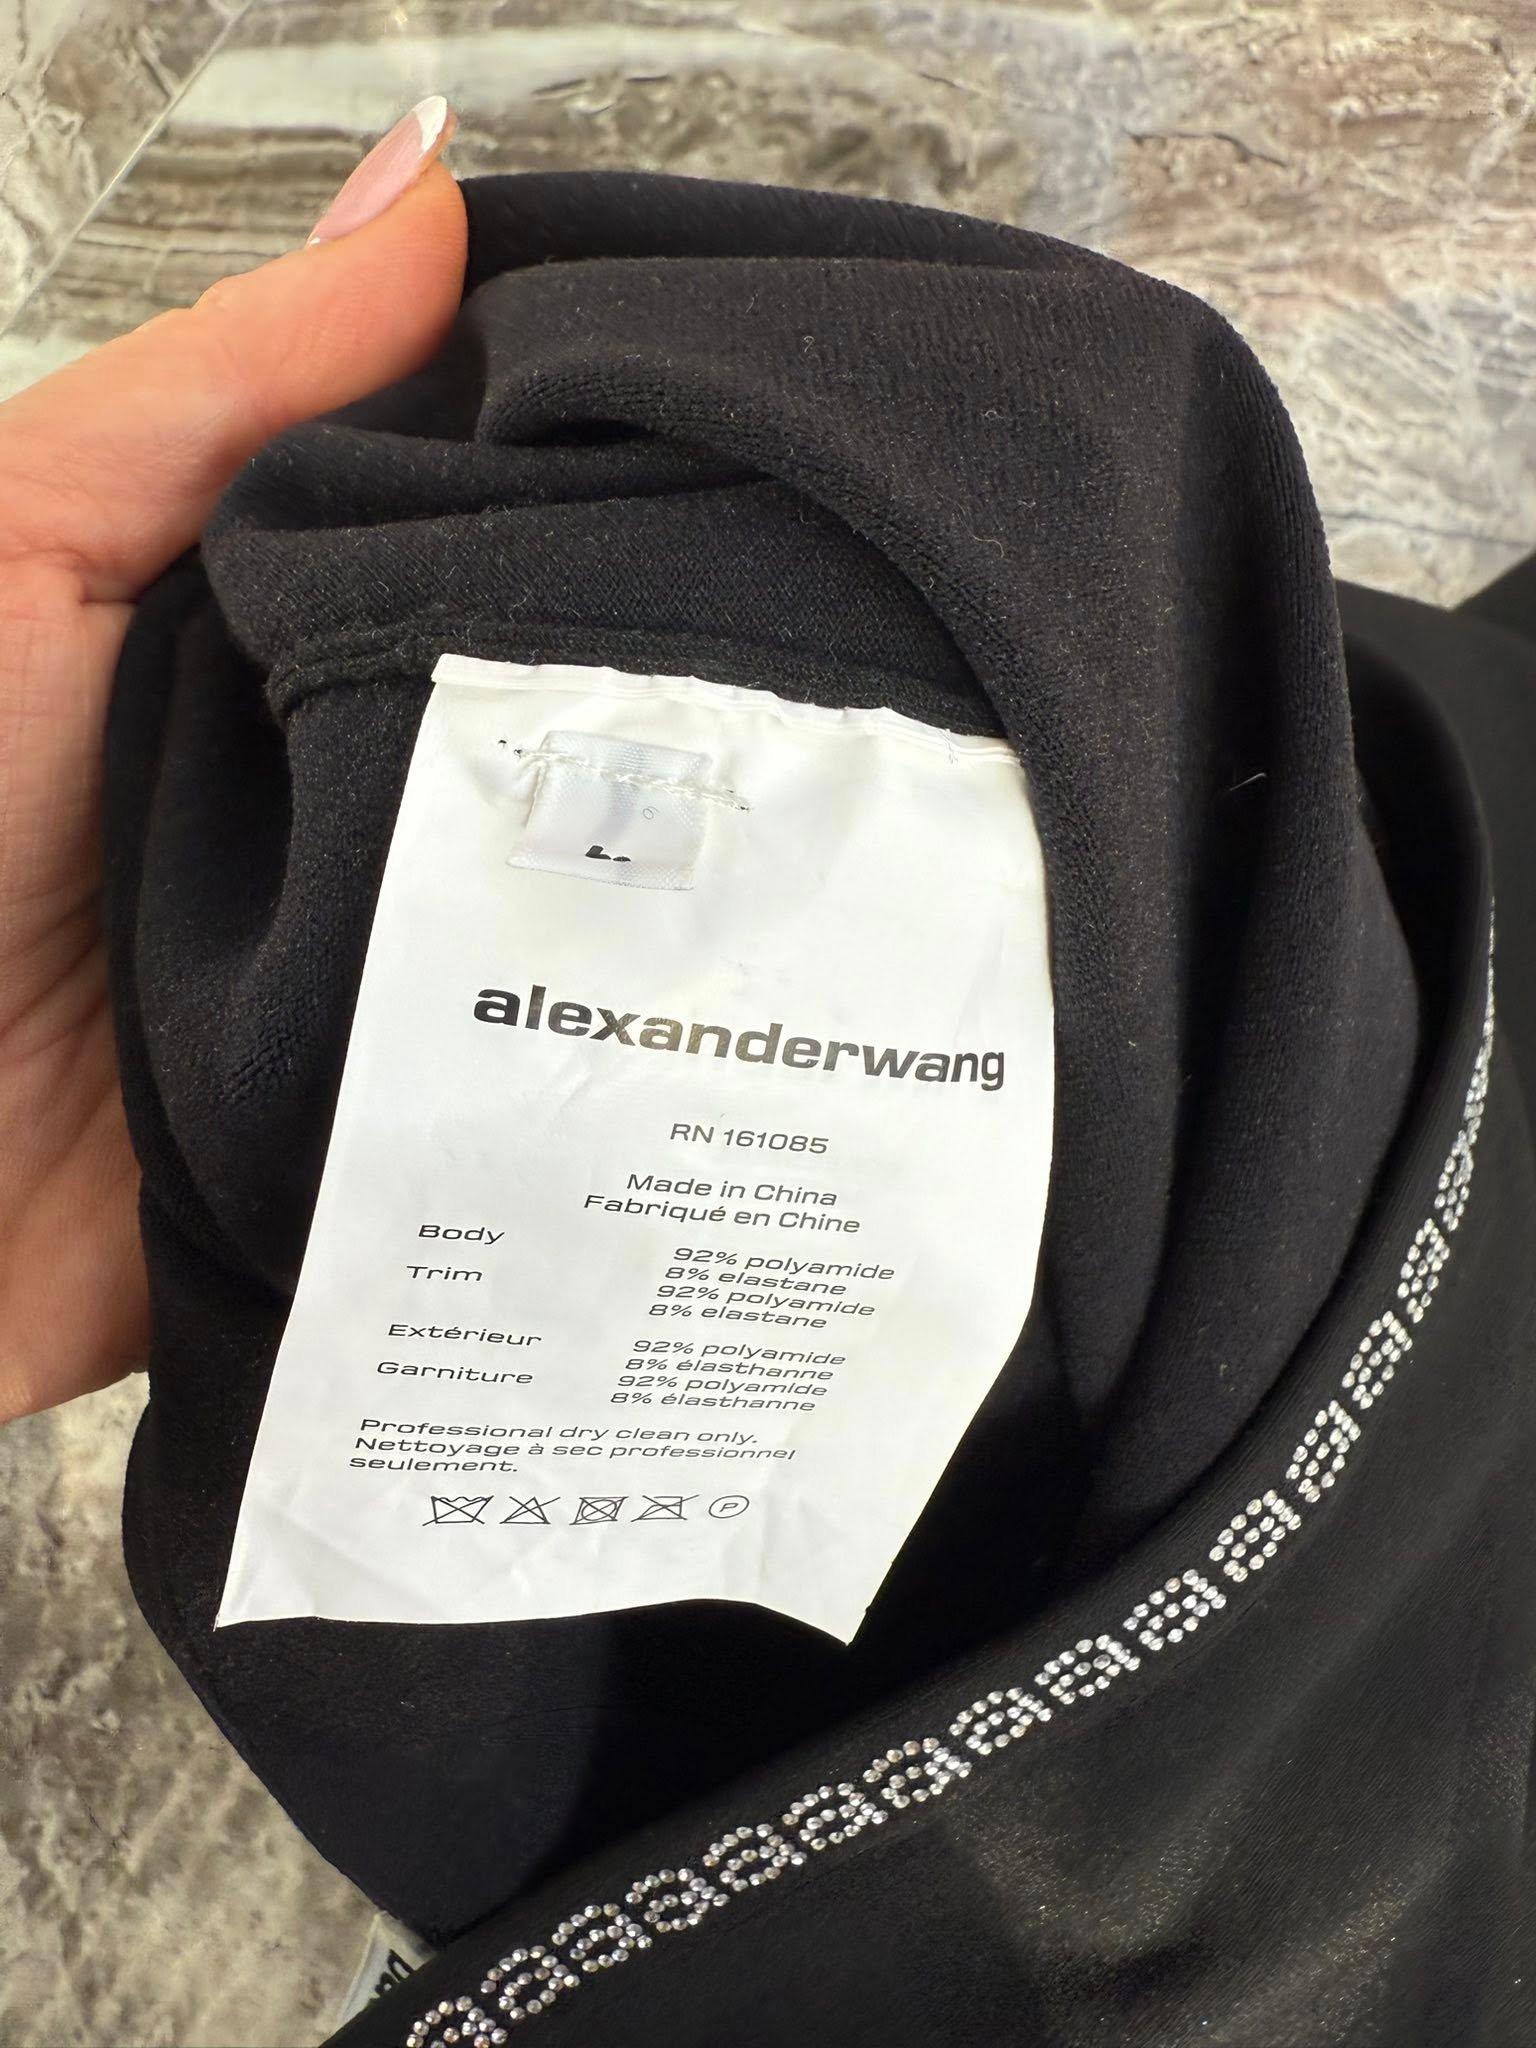 L.
alexanderwang
RN 161085
Made in China
Fabriqué en Chine
Body 92% polyamide
8% elastane
Trim 92% polyamide
8% elastane
Extérieur 92% polyamide
8% élasthanne
Garniture 92% polyamide
8% élasthanne
Professional dry clean only.
Nettoyage à sec professionnel
seulement.
P